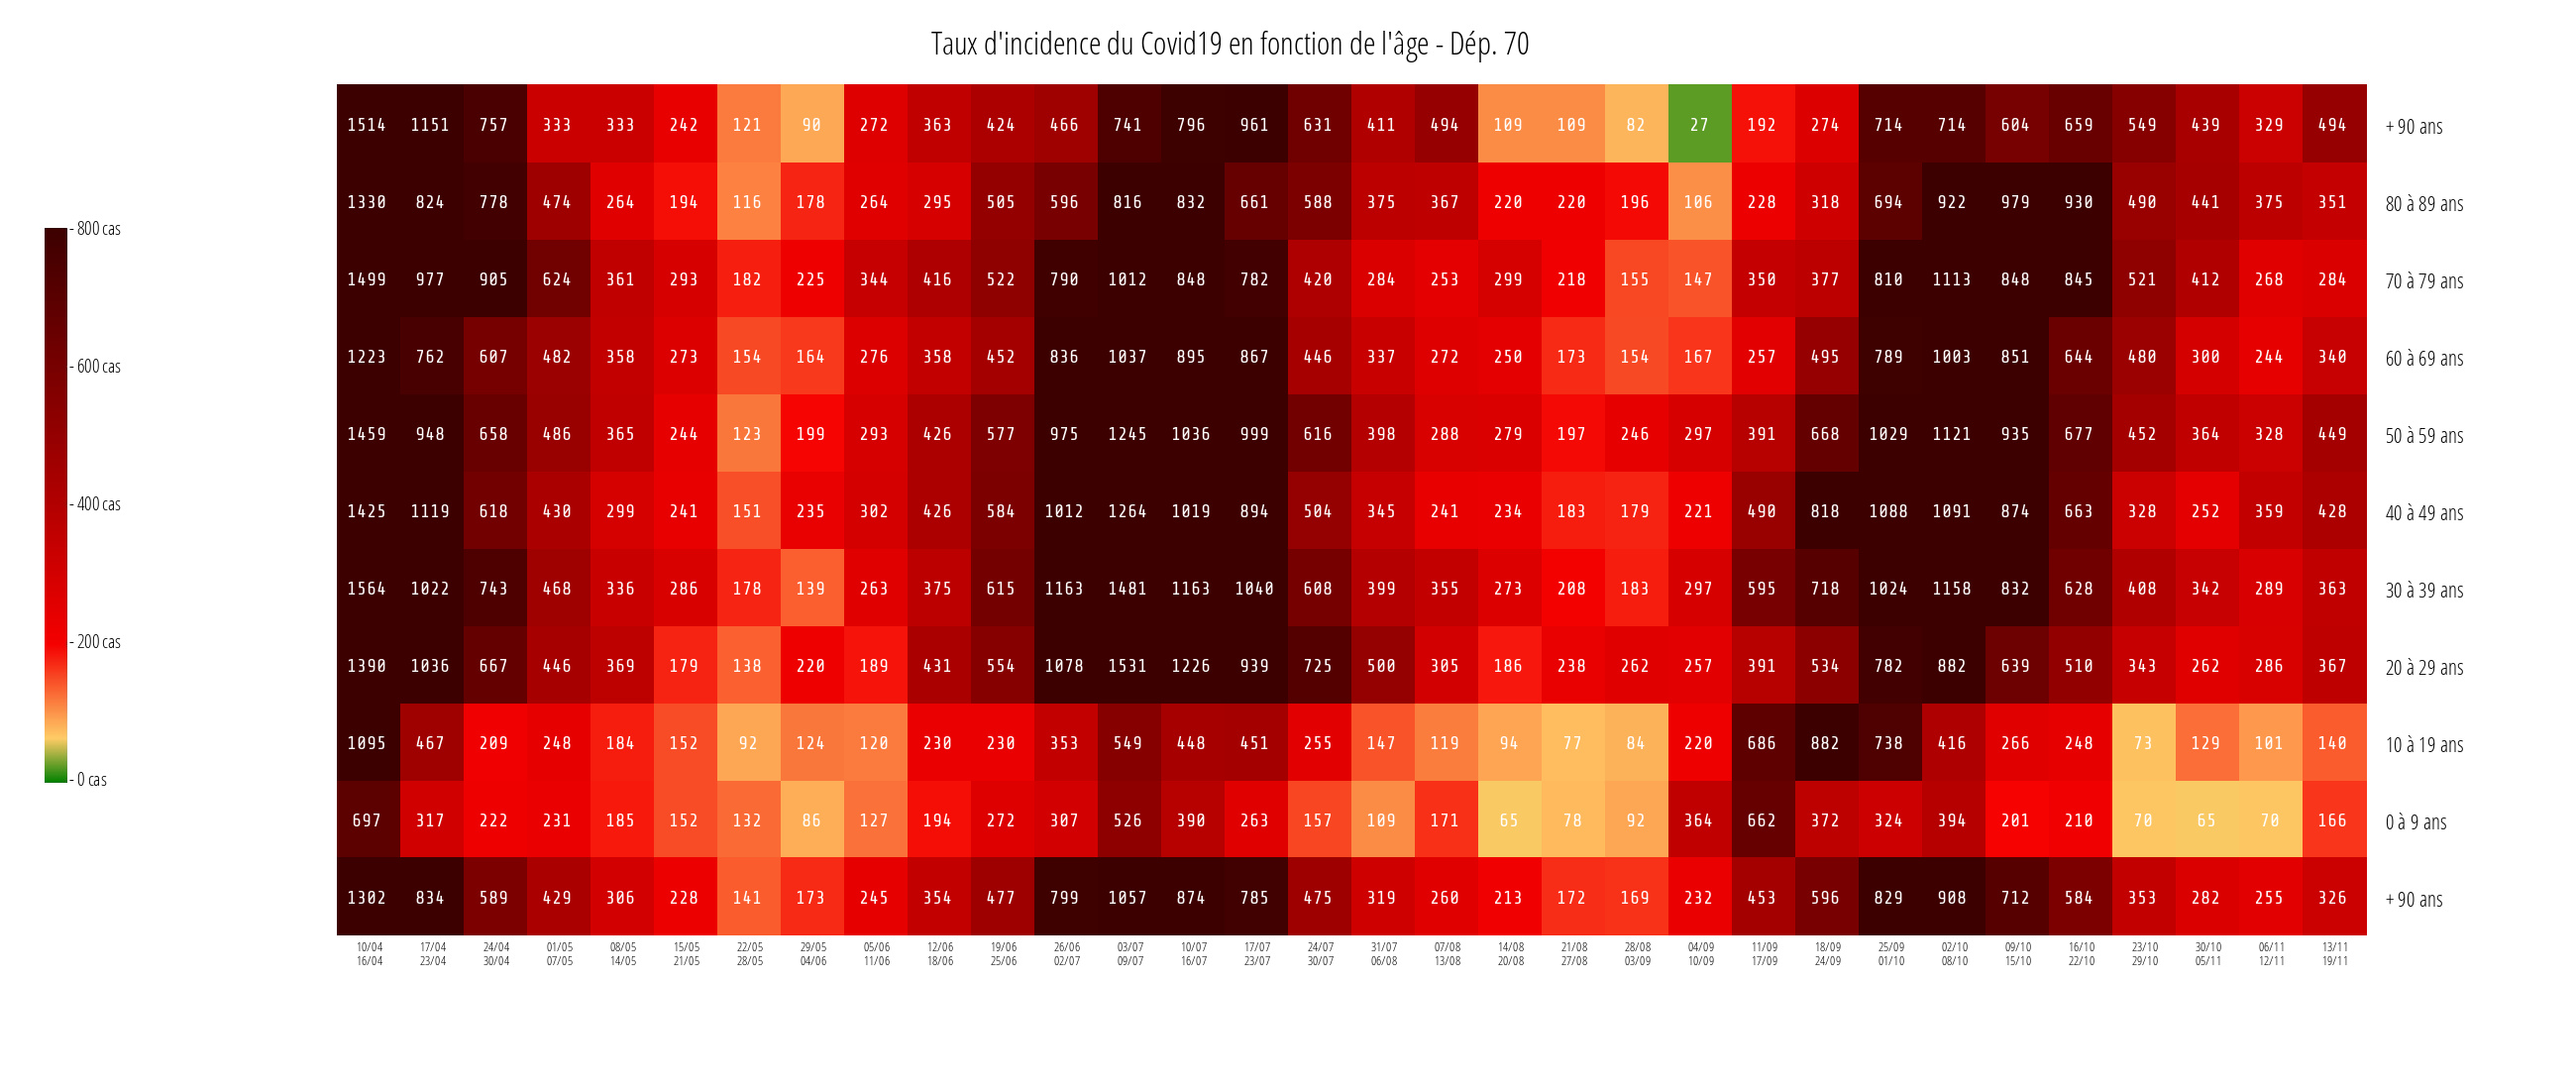 Taux d'incidence du Covid19 en fonction de l'âge - Dép. 70
- 800 cas
- 600 cas
- 400 cas
- 200 cas
- 0 cas
1514 1151 757 333 333 242 121 90 272 363 424 466 741 796 961 631 411 494 109 109 82 27 192 274 714 714 604 659 549 439 329 494 + 90 ans
1330 824 778 474 264 194 116 178 264 295 505 596 816 832 661 588 375 367 220 220 196 106 228 318 694 922 979 930 490 441 375 351 80 à 89 ans
1499 977 905 624 361 293 182 225 344 416 522 790 1012 848 782 420 284 253 299 218 155 147 350 377 810 1113 848 845 521 412 268 284 70 à 79 ans
1223 762 607 482 358 273 154 164 276 358 452 836 1037 895 867 446 337 272 250 173 154 167 257 495 789 1003 851 644 480 300 244 340 60 à 69 ans
1459 948 658 486 365 244 123 199 293 426 577 975 1245 1036 999 616 398 288 279 197 246 297 391 668 1029 1121 935 677 452 364 328 449 50 à 59 ans
1425 1119 618 430 299 241 151 235 302 426 584 1012 1264 1019 894 504 345 241 234 183 179 221 490 818 1088 1091 874 663 328 252 359 428 40 à 49 ans
1564 1022 743 468 336 286 178 139 263 375 615 1163 1481 1163 1040 608 399 355 273 208 183 297 595 718 1024 1158 832 628 408 342 289 363 30 à 39 ans
1390 1036 667 446 369 179 138 220 189 431 554 1078 1531 1226 939 725 500 305 186 238 262 257 391 534 782 882 639 510 343 262 286 367 20 à 29 ans
1095 467 209 248 184 152 92 124 120 230 230 353 549 448 451 255 147 119 94 77 84 220 686 882 738 416 266 248 73 129 101 140 10 à 19 ans
697 317 222 231 185 152 132 86 127 194 272 307 526 390 263 157 109 171 65 78 92 364 662 372 324 394 201 210 70 65 70 166 0 à 9 ans
1302 834 589 429 306 228 141 173 245 354 477 799 1057 874 785 475 319 260 213 172 169 232 453 596 829 908 712 584 353 282 255 326 + 90 ans
10/04 17/04 24/04 01/05 08/05 15/05 22/05 29/05 05/06 12/06 19/06 26/06 03/07 10/07 17/07 24/07 31/07 07/08 14/08 21/08 28/08 04/09 11/09 18/09 25/09 02/10 09/10 16/10 23/10 30/10 06/11 13/11
16/04 23/04 30/04 07/05 14/05 21/05 28/05 04/06 11/06 18/06 25/06 02/07 09/07 16/07 23/07 30/07 06/08 13/08 20/08 27/08 03/09 10/09 17/09 24/09 01/10 08/10 15/10 22/10 29/10 05/11 12/11 19/11